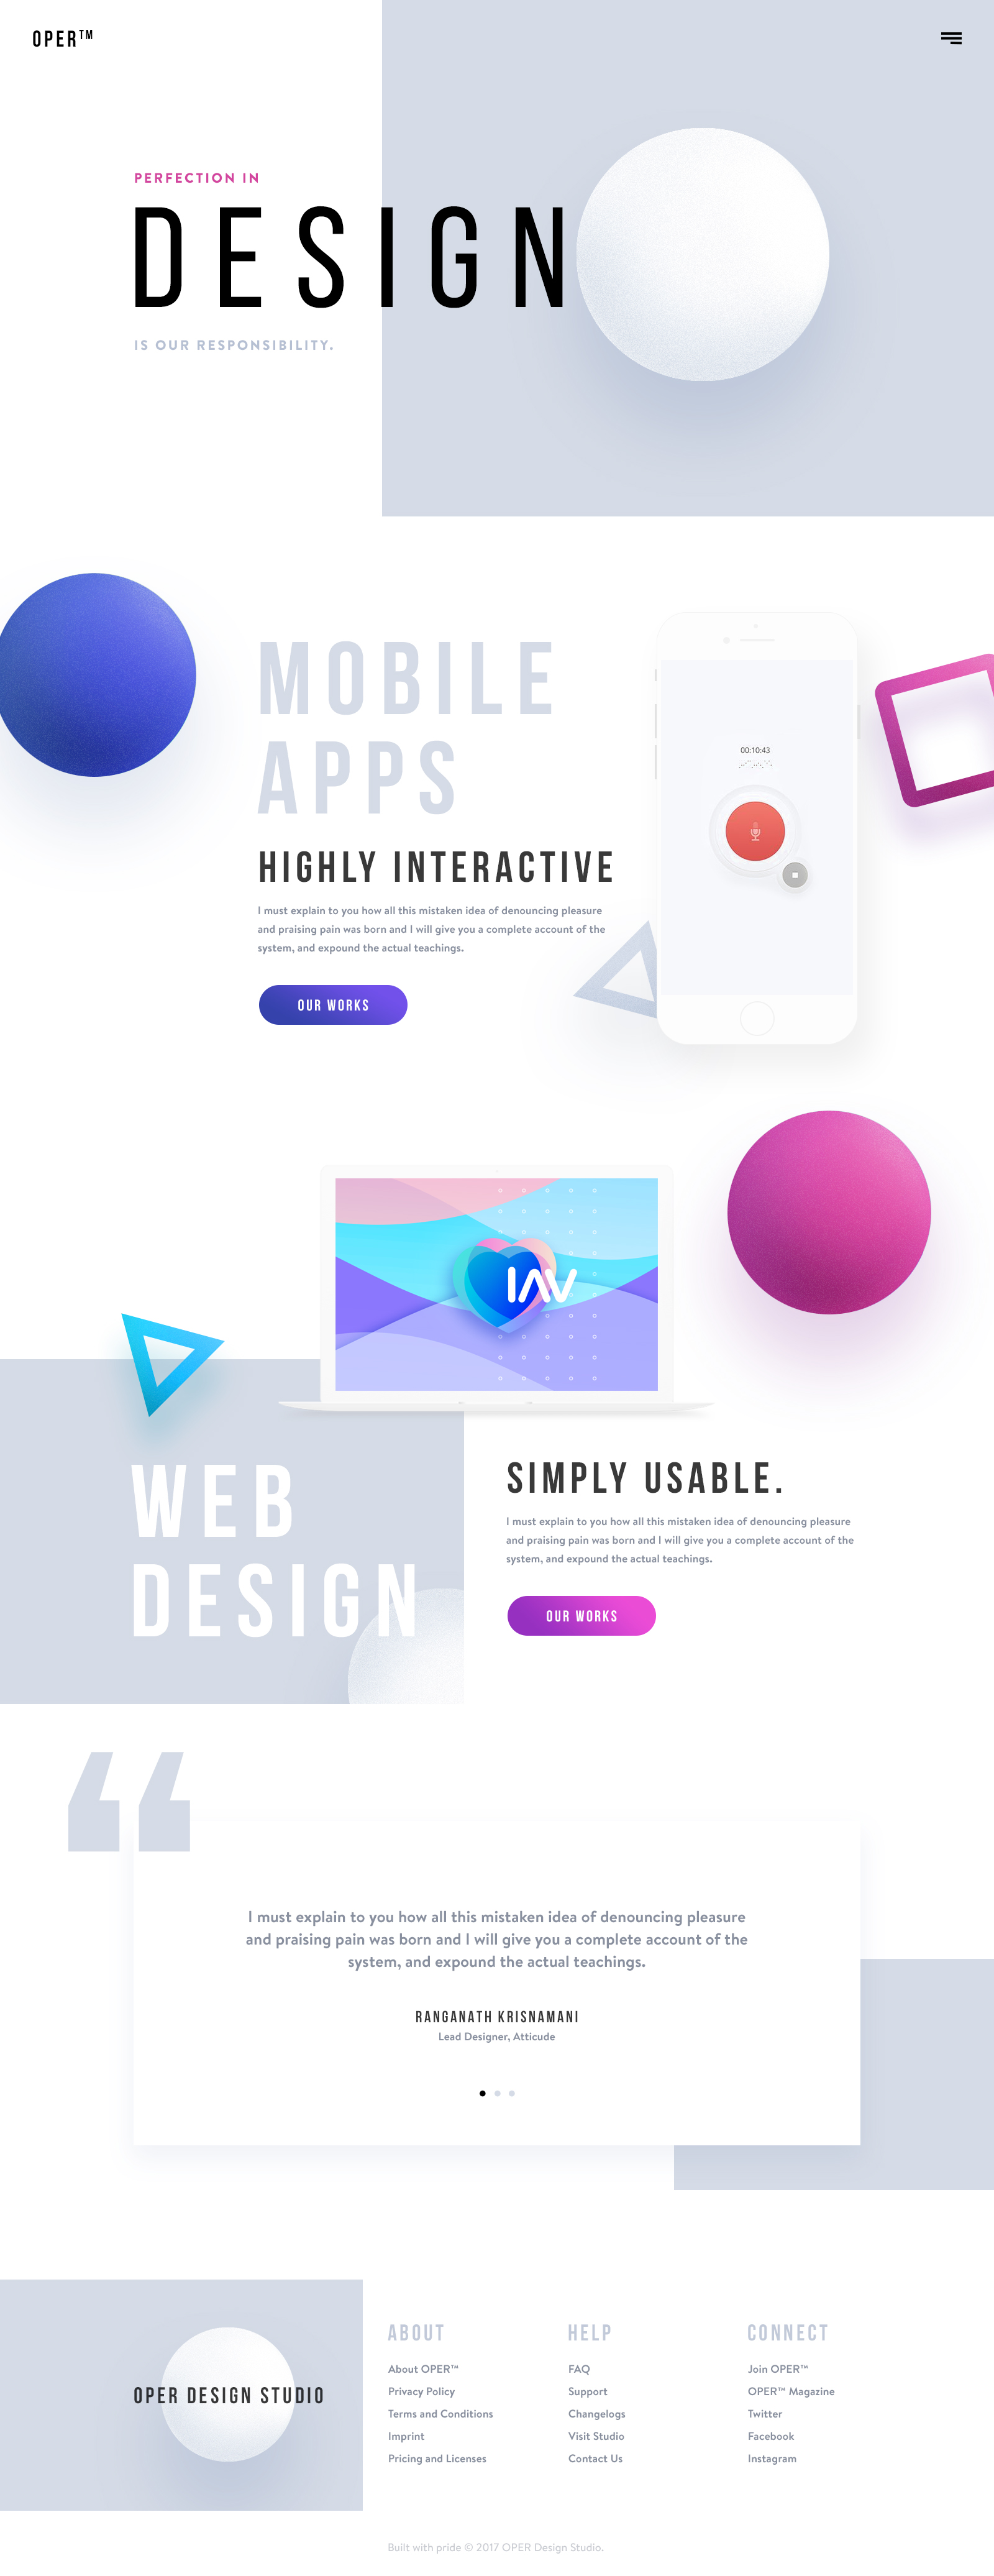 OPER™
PERFECTION IN
DESIGN
IS OUR RESPONSIBILITY.
MOBILE
APPS
HIGHLY INTERACTIVE
I must explain to you how all this mistaken idea of denouncing pleasure
and praising pain was born and I will give you a complete account of the
system, and expound the actual teachings.
OUR WORKS
00:10:43
IAV
WEB
DESIGN
SIMPLY USABLE.
I must explain to you how all this mistaken idea of denouncing pleasure
and praising pain was born and I will give you a complete account of the
system, and expound the actual teachings.
OUR WORKS
“
I must explain to you how all this mistaken idea of denouncing pleasure
and praising pain was born and I will give you a complete account of the
system, and expound the actual teachings.
RANGANATH KRISNAMANI
Lead Designer, Atticude
OPER DESIGN STUDIO
ABOUT
About OPER™
Privacy Policy
Terms and Conditions
Imprint
Pricing and Licenses
HELP
FAQ
Support
Changelogs
Visit Studio
Contact Us
CONNECT
Join OPER™
OPER™ Magazine
Twitter
Facebook
Instagram
Built with pride © 2017 OPER Design Studio.